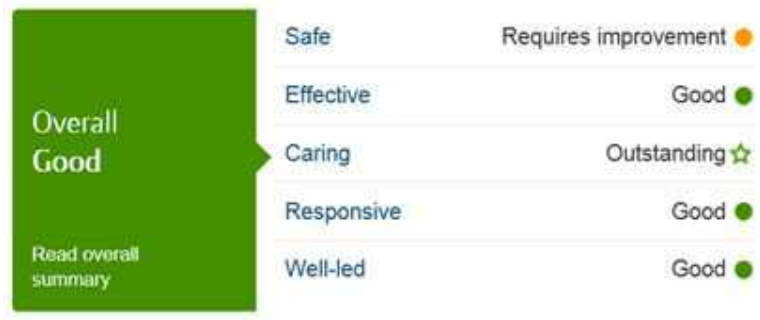 Overall
Good
Read overall
summary
Safe Requires improvement
Effective Good
Caring Outstanding
Responsive Good
Well-led Good